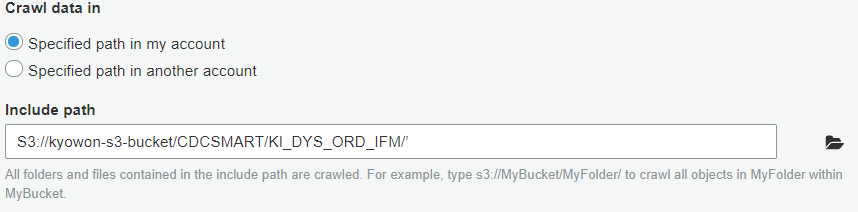 Crawl data in
Specified path in my account
Specified path in another account
Include path
S3://kyowon-s3-bucket/CDCSMART/KI_DYS_ORD_IFM/’
All folders and files contained in the include path are crawled. For example, type s3://MyBucket/MyFolder/ to crawl all objects in MyFolder within
MyBucket.